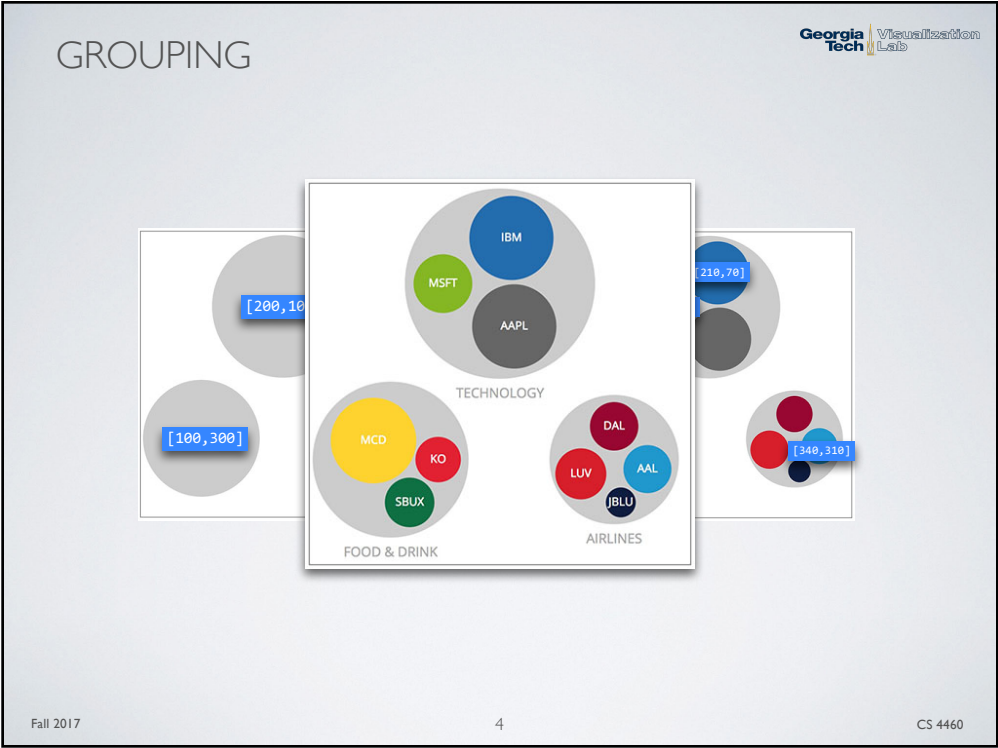 GROUPING
Georgia Tech Visualization Lab
IBM
MSFT
AAPL
TECHNOLOGY
[200,10
[210,70]
[100,300]
MCD
KO
SBUX
FOOD & DRINK
DAL
LUV
AAL
JBLU
AIRLINES
[340,310]
Fall 2017
4
CS 4460